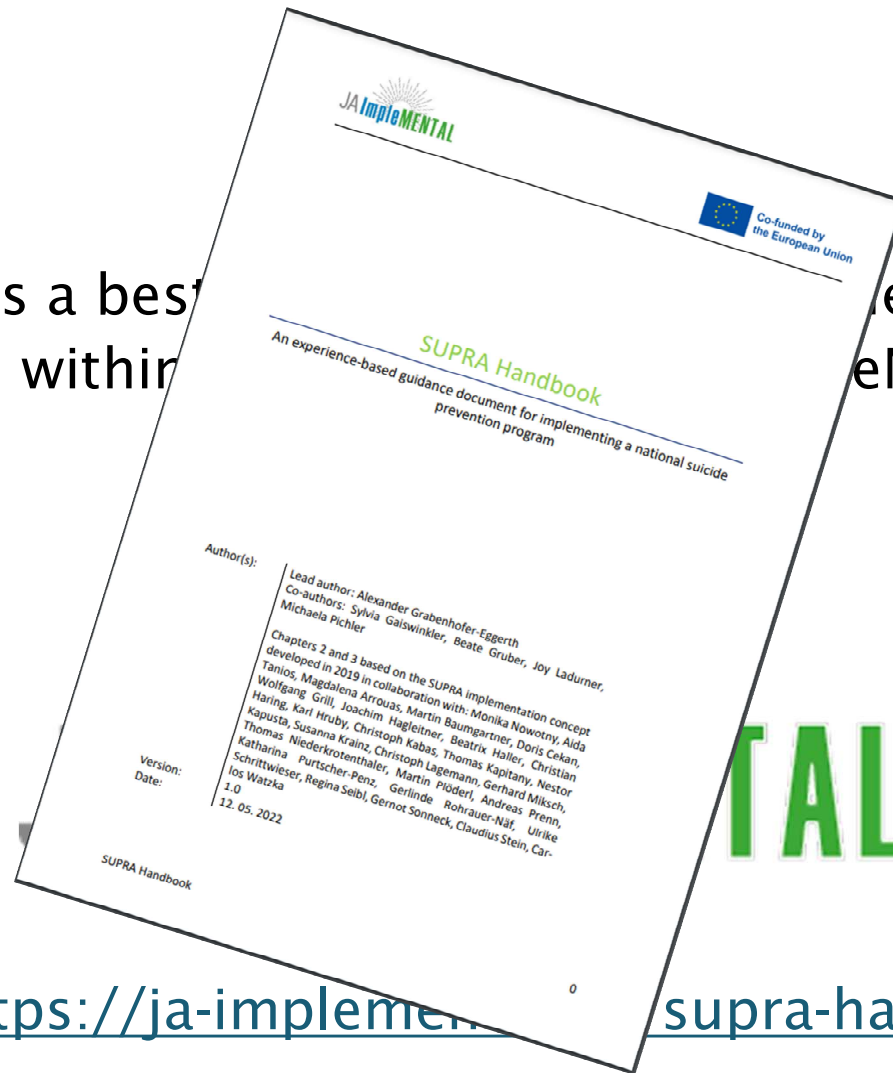 JA ImpleMENTAL
Co-funded by
the European Union
s a best
within
SUPRA Handbook
An experience-based guidance document for implementing a national suicide
prevention program
Author(s):
Lead author: Alexander Grabenhofer-Eggerth
Co-authors: Sylvia Gaiswinkler, Beate Gruber, Joy Ladurner,
Michaela Pichler
Chapters 2 and 3 based on the SUPRA implementation concept
developed in 2019 in collaboration with: Monika Nowotny, Aida
Tanios, Magdalena Arrouas, Martin Baumgartner, Doris Cekan,
Wolfgang Grill, Joachim Hagleitner, Beatrix Haller, Christian
Haring, Karl Hruby, Christoph Kabas, Thomas Kapitany, Nestor
Kapusta, Susanna Krainz, Christoph Lagemann, Gerhard Miksch,
Thomas Niederkrotenthaler, Martin Plöderl, Andreas Prenn,
Katharina Purtscher-Penz, Gerlinde Rohrauer-Näf, Ulrike
Schrittwieser, Regina Seibl, Gernot Sonneck, Claudius Stein, Car-
los Watzka
Version:
1.0
Date:
12. 05. 2022
TAL
SUPRA Handbook
0
tps://ja-impleme supra-ha